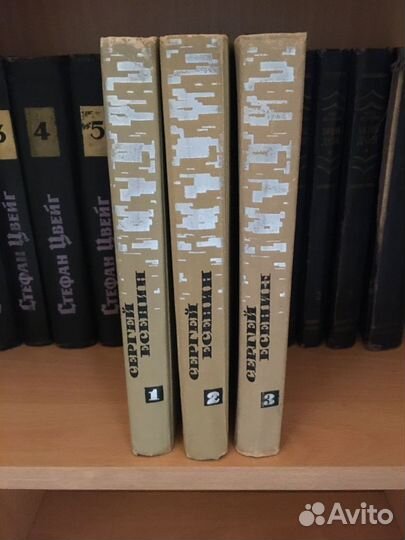 3
4
5
СТЕФАН ЦВЕЙГ
СТЕФАН ЦВЕЙГ
СТЕФАН ЦВЕЙГ
СЕРГЕЙ
ЕСЕНИН
1
СЕРГЕЙ
ЕСЕНИН
2
СЕРГЕЙ
ЕСЕНИН
3
Avito